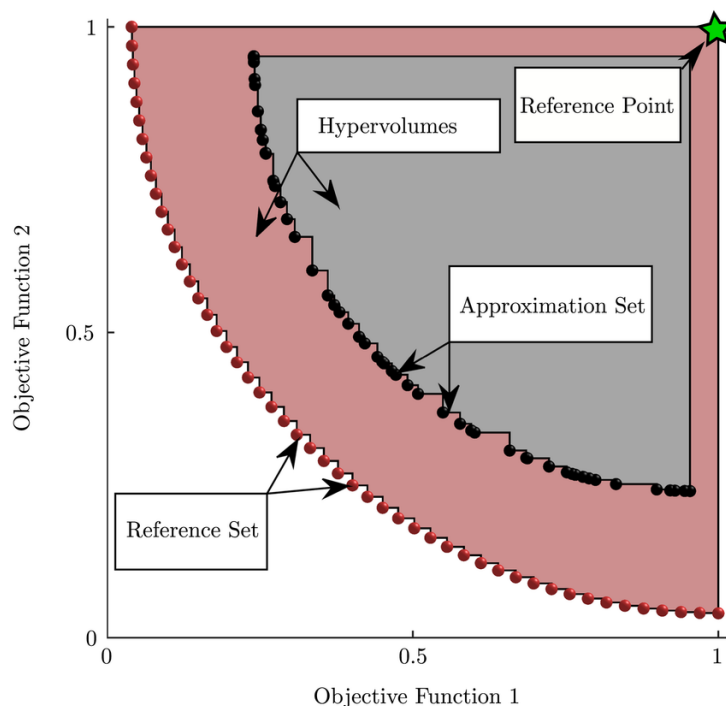 1
Reference Point
Hypervolumes
Objective Function 2
Approximation Set
0.5
Reference Set
0
0
0.5
1
Objective Function 1